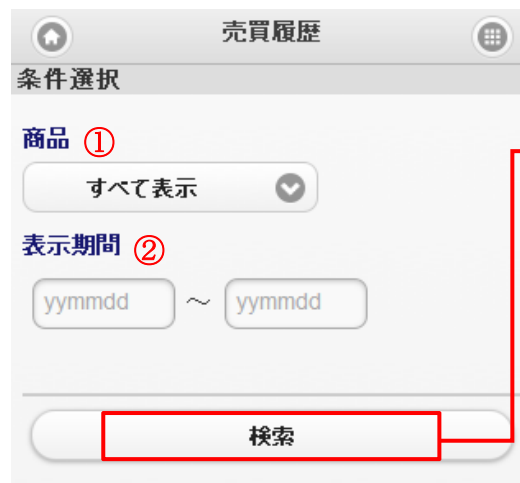 売買履歴
条件選択
商品 ①
すべて表示
表示期間 ②
yymmdd ～ yymmdd
検索